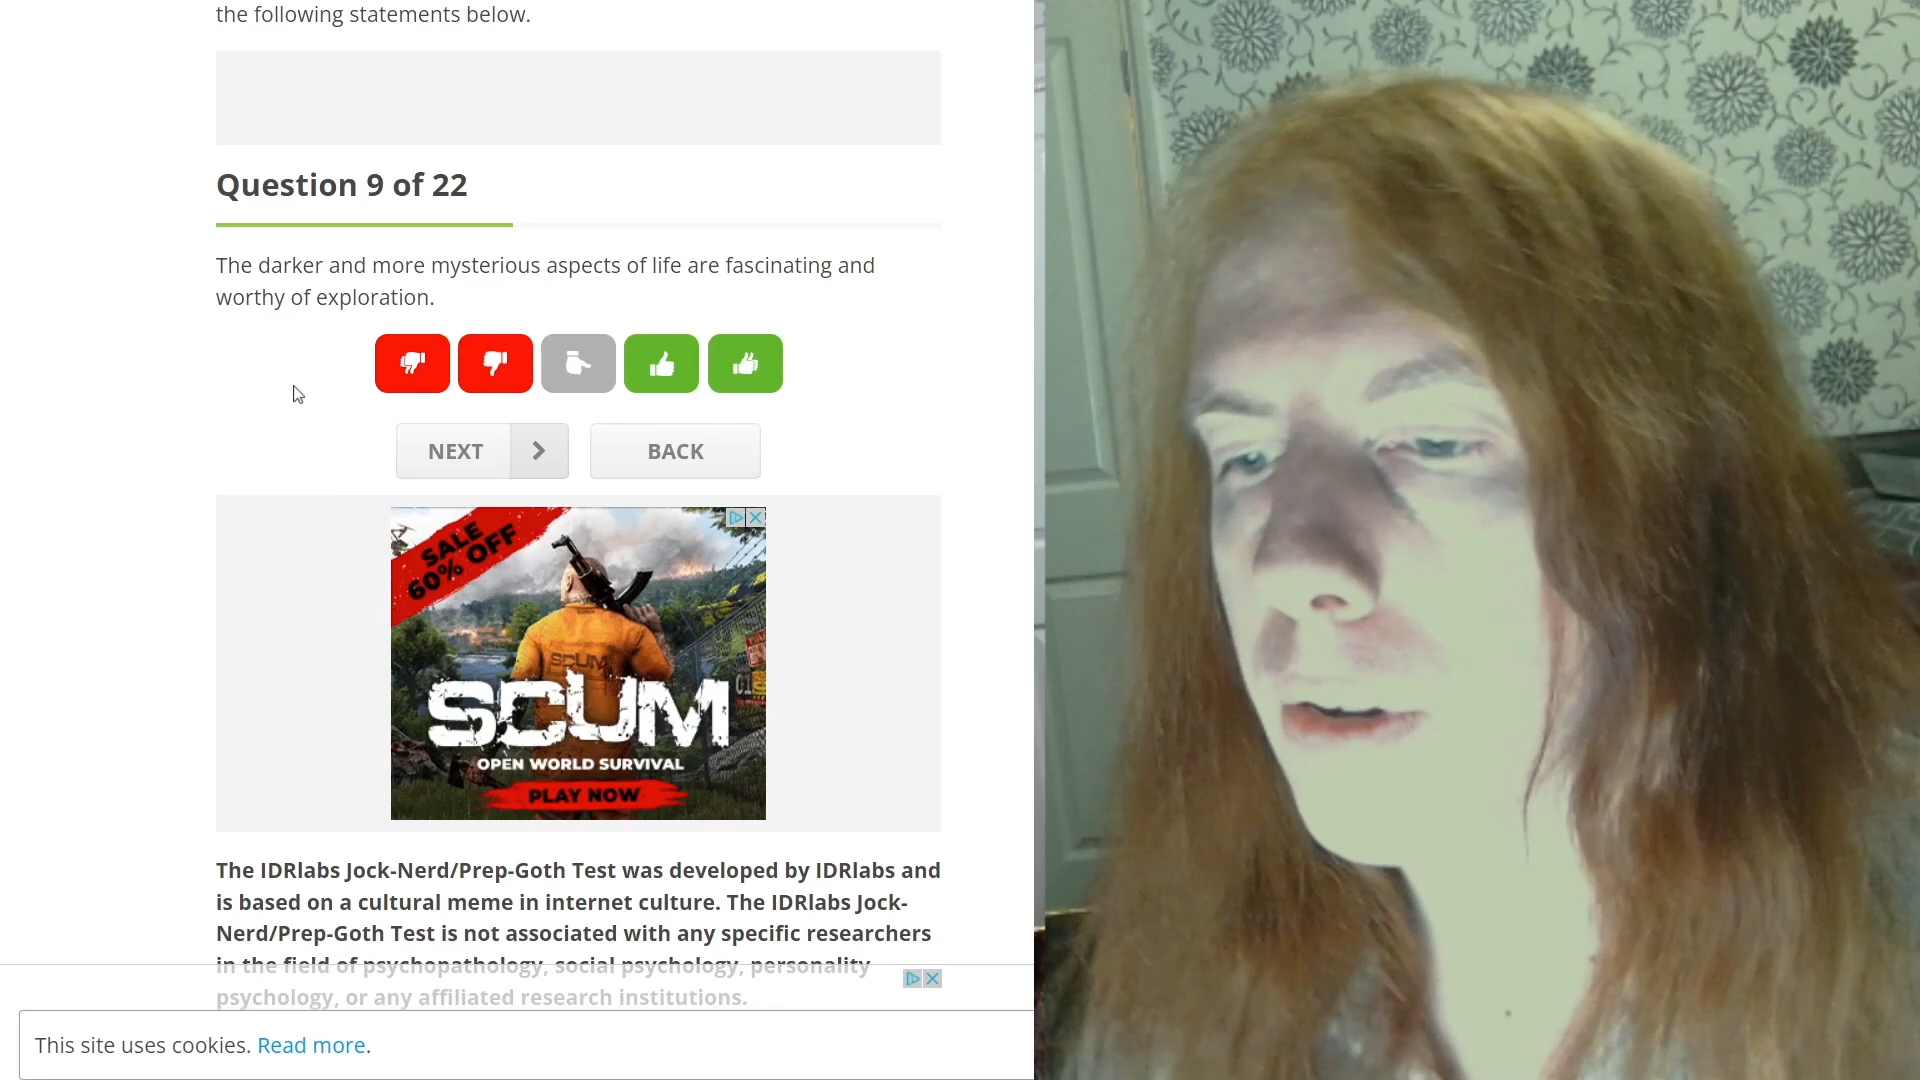 the following statements below.
Question 9 of 22
The darker and more mysterious aspects of life are fascinating and
worthy of exploration.
NEXT
BACK
SALE
60% OFF
SCUM
SCUM
OPEN WORLD SURVIVAL
PLAY NOW
The IDRlabs Jock-Nerd/Prep-Goth Test was developed by IDRlabs and
is based on a cultural meme in internet culture. The IDRlabs Jock-
Nerd/Prep-Goth Test is not associated with any specific researchers
in the field of psychopathology, social psychology, personality
psychology, or any affiliated research institutions.
This site uses cookies. Read more.